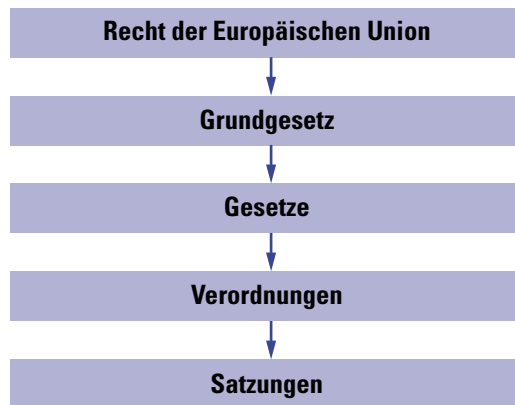 Recht der Europäischen Union
Grundgesetz
Gesetze
Verordnungen
Satzungen